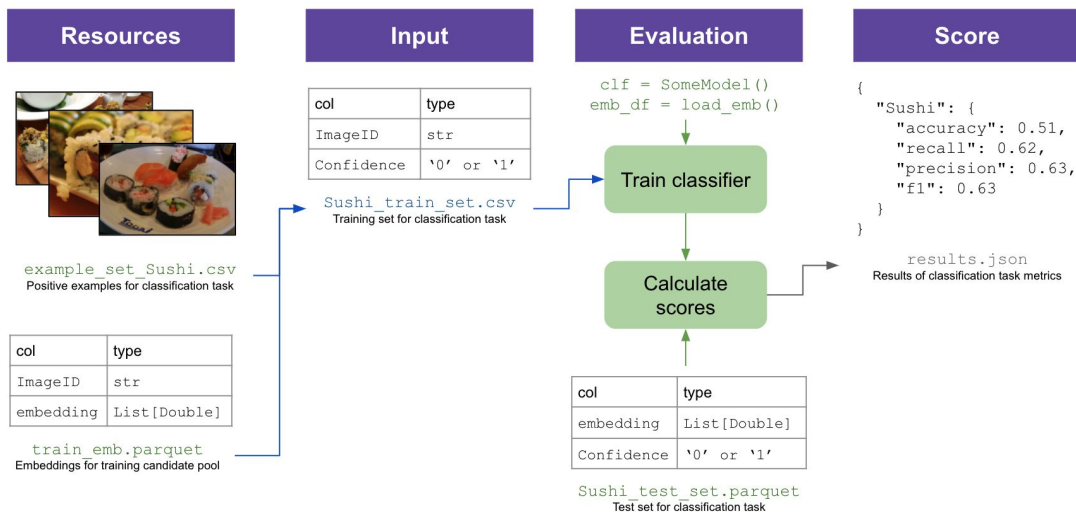 Resources
example_set_Sushi.csv
Positive examples for classification task
col type
ImageID str
embedding List[Double]
train_emb.parquet
Embeddings for training candidate pool
Input
col type
ImageID str
Confidence ‘0’ or ‘1’
Sushi_train_set.csv
Training set for classification task
Evaluation
clf = SomeModel()
emb_df = load_emb()
Train classifier
Calculate
scores
col type
embedding List[Double]
Confidence ‘0’ or ‘1’
Sushi_test_set.parquet
Test set for classification task
Score
{
"Sushi": {
"accuracy": 0.51,
"recall": 0.62,
"precision": 0.63,
"f1": 0.63
}
}
results.json
Results of classification task metrics